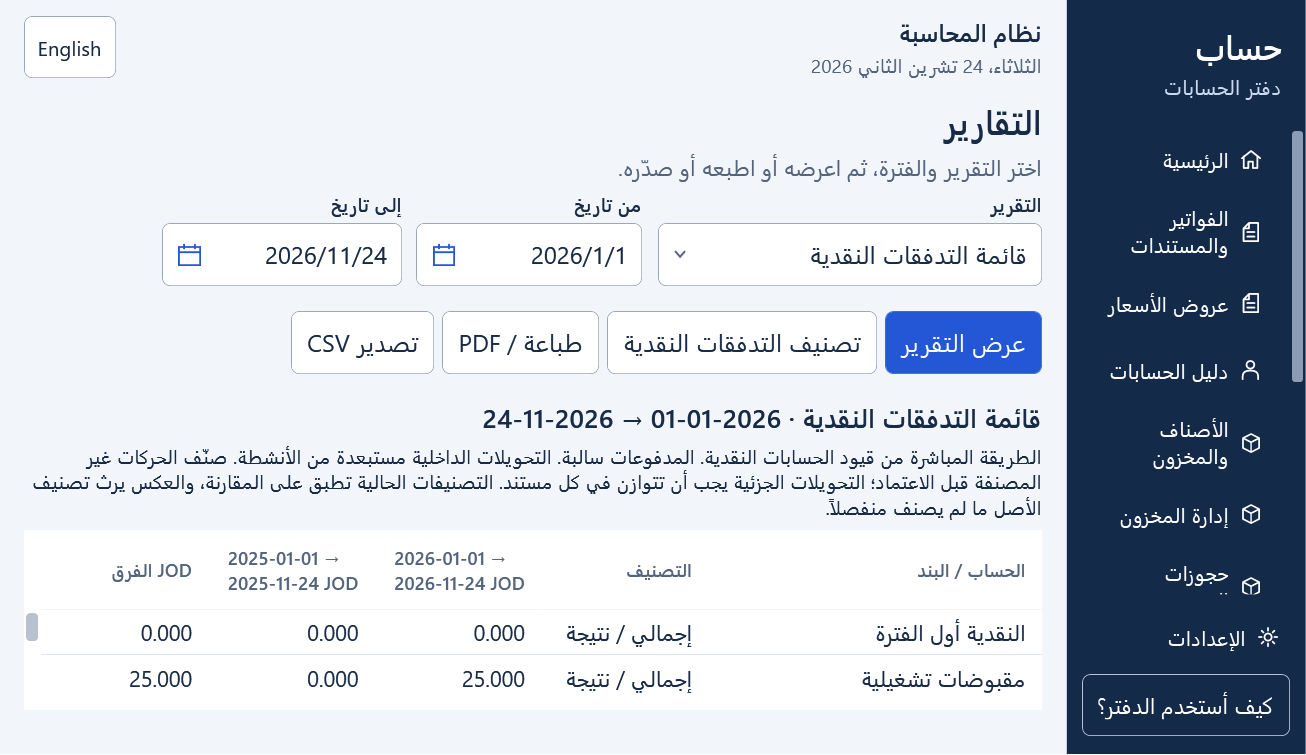 حساب
دفتر الحسابات
الرئيسية
الفواتير
والمستندات
عروض الأسعار
دليل الحسابات
الأصناف
والمخزون
إدارة المخزون
حجوزات
الإعدادات
كيف أستخدم الدفتر؟
نظام المحاسبة
الثلاثاء، 24 تشرين الثاني 2026
English
التقارير
اختر التقرير والفترة، ثم اعرضه أو اطبعه أو صدّره.
التقرير من تاريخ إلى تاريخ
قائمة التدفقات النقدية 2026/1/1 2026/11/24
عرض التقرير تصنيف التدفقات النقدية طباعة / PDF تصدير CSV
قائمة التدفقات النقدية · 2026-01-01 → 2026-11-24
الطريقة المباشرة من قيود الحسابات النقدية. المدفوعات سالبة. التحويلات الداخلية مستبعدة من الأنشطة. صنّف الحركات غير
المصنفة قبل الاعتماد؛ التحويلات الجزئية يجب أن تتوازن في كل مستند. التصنيفات الحالية تطبق على المقارنة، والعكس يرث تصنيف
الأصل ما لم يصنف منفصلاً.
الحساب / البند التصنيف 2026-01-01 → 2026-11-24 JOD 2025-01-01 → 2025-11-24 JOD الفرق JOD
النقدية أول الفترة إجمالي / نتيجة 0.000 0.000 0.000
مقبوضات تشغيلية إجمالي / نتيجة 25.000 0.000 25.000